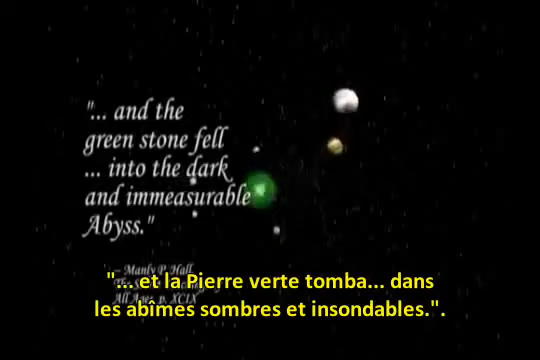 "... and the
green stone fell
... into the dark
and immeasurable
Abyss."
– Manly P. Hall
All Ages, p. XCIX
"... et la Pierre verte tomba... dans
les abîmes sombres et insondables.".